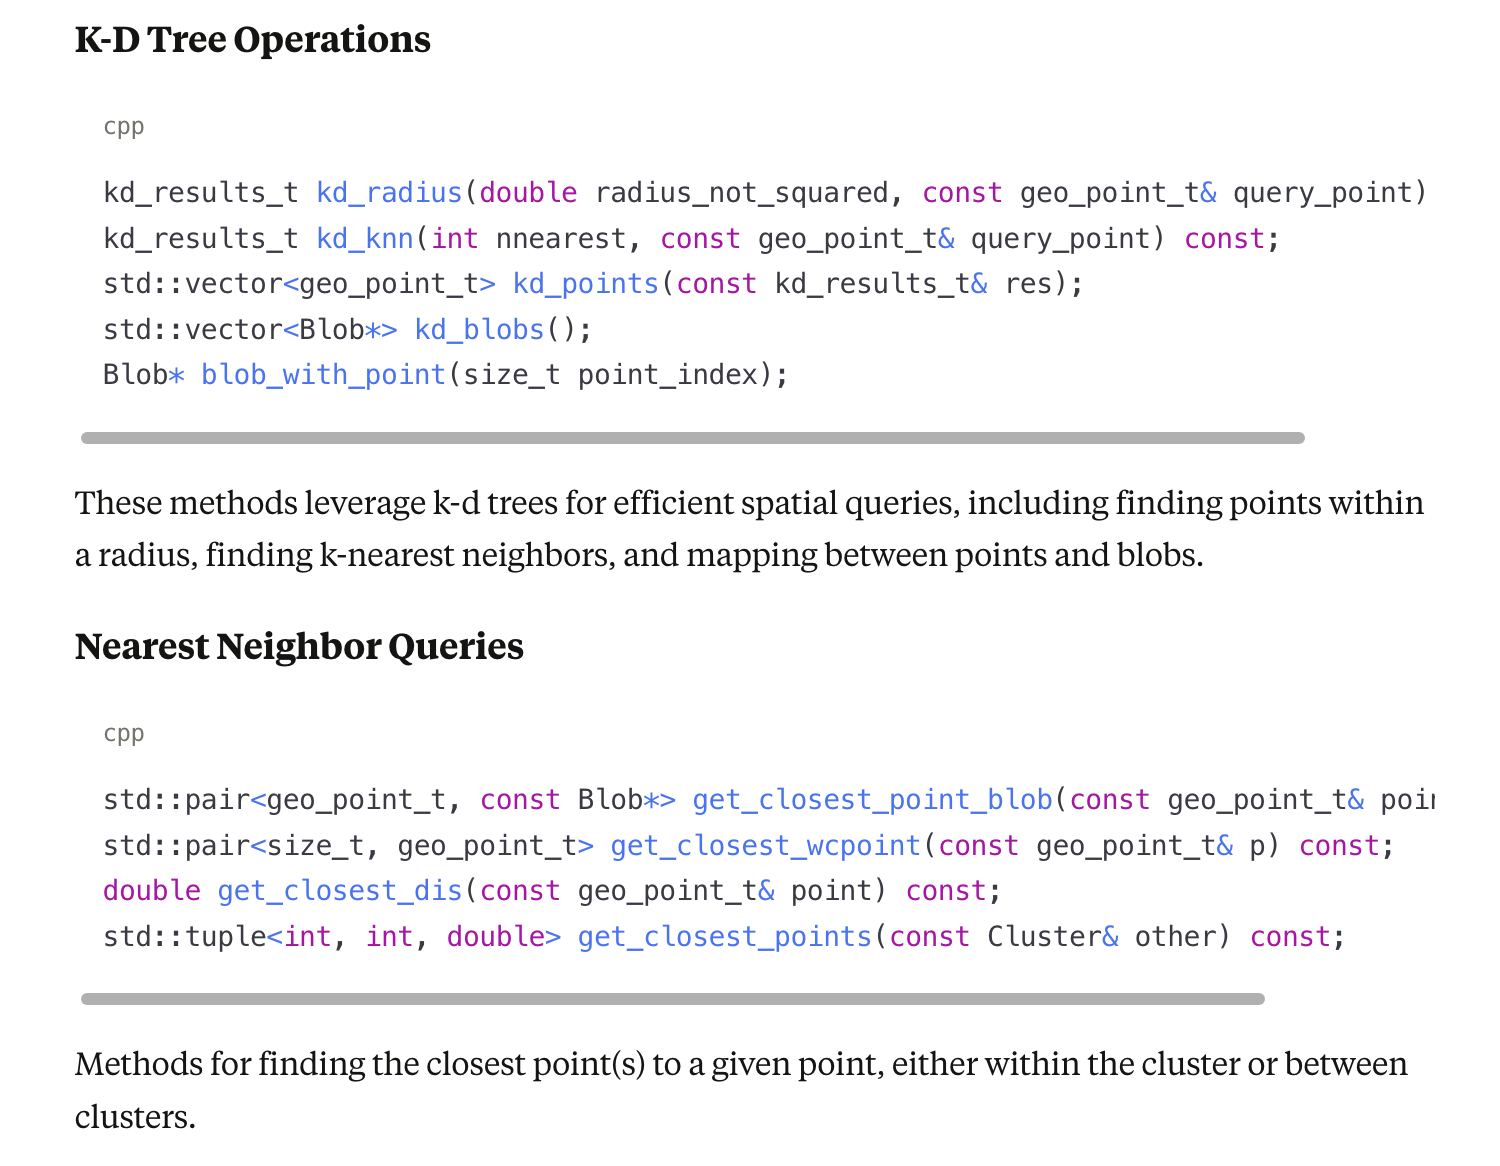 K-D Tree Operations
cpp
kd_results_t kd_radius(double radius_not_squared, const geo_point_t& query_point)
kd_results_t kd_knn(int nnearest, const geo_point_t& query_point) const;
std::vector<geo_point_t> kd_points(const kd_results_t& res);
std::vector<Blob*> kd_blobs();
Blob* blob_with_point(size_t point_index);
These methods leverage k-d trees for efficient spatial queries, including finding points within
a radius, finding k-nearest neighbors, and mapping between points and blobs.
Nearest Neighbor Queries
cpp
std::pair<geo_point_t, const Blob*> get_closest_point_blob(const geo_point_t&
std::pair<size_t, geo_point_t> get_closest_wcpoint(const geo_point_t& p) const;
double get_closest_dis(const geo_point_t& point) const;
std::tuple<int, int, double> get_closest_points(const Cluster& other) const;
Methods for finding the closest point(s) to a given point, either within the cluster or between
clusters.